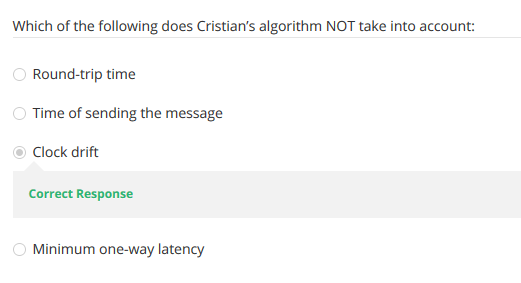 Which of the following does Cristian's algorithm NOT take into account:
Round-trip time
Time of sending the message
Clock drift
Correct Response
Minimum one-way latency